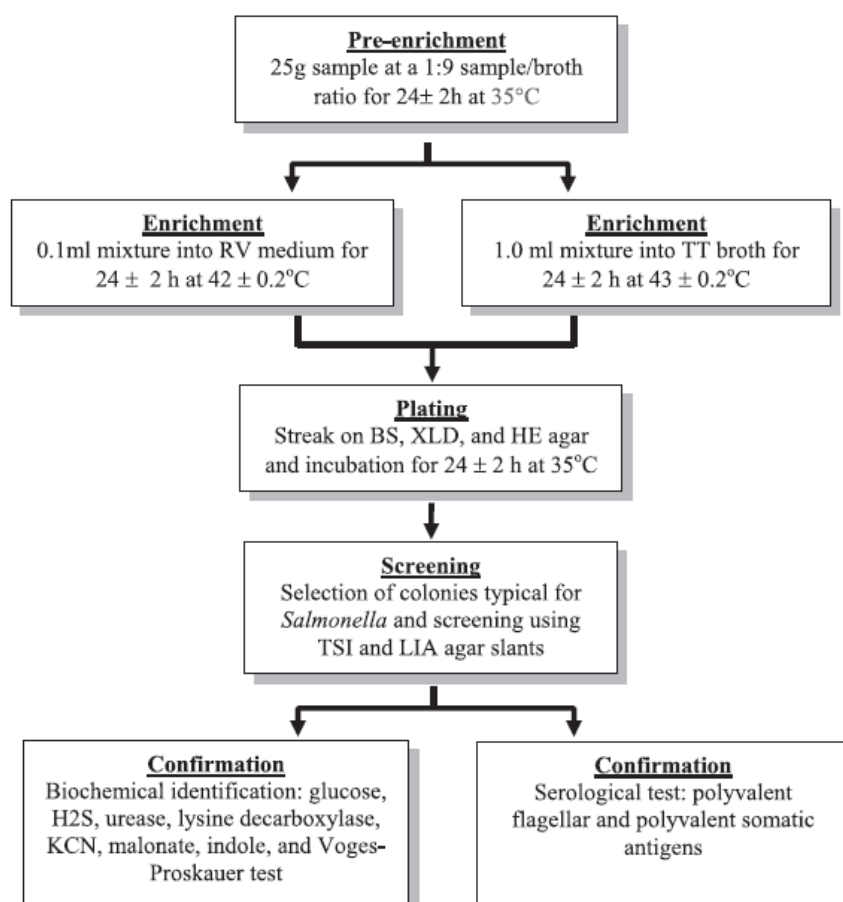 Pre-enrichment
25g sample at a 1:9 sample/broth
ratio for 24± 2h at 35°C
Enrichment
0.1ml mixture into RV medium for
24 ± 2 h at 42 ± 0.2°C
Enrichment
1.0 ml mixture into TT broth for
24 ± 2 h at 43 ± 0.2°C
Plating
Streak on BS, XLD, and HE agar
and incubation for 24 ± 2 h at 35°C
Screening
Selection of colonies typical for
Salmonella and screening using
TSI and LIA agar slants
Confirmation
Biochemical identification: glucose,
H2S, urease, lysine decarboxylase,
KCN, malonate, indole, and Voges-
Proskauer test
Confirmation
Serological test: polyvalent
flagellar and polyvalent somatic
antigens